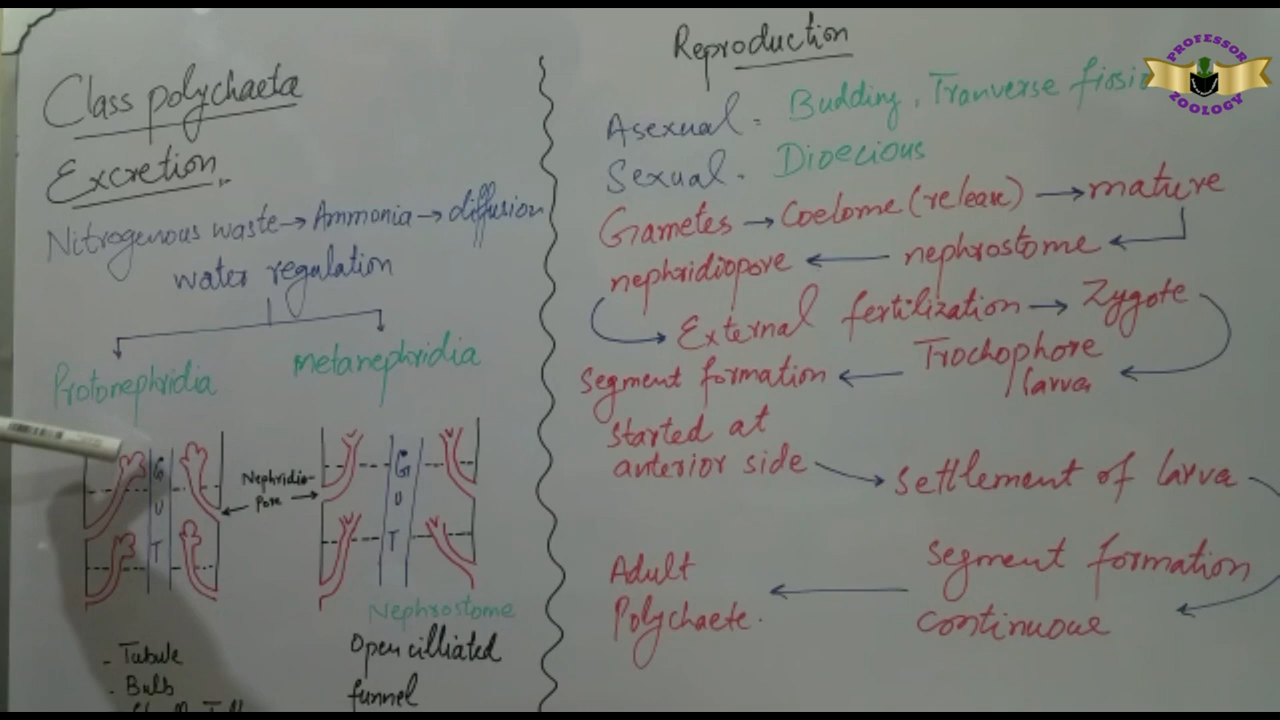 Class polychaeta
Excretion
Nitrogenous waste → Ammonia → diffusion
water regulation
Protonephridia
metanephridia
G
U
T
Nephridio-
Pore
G
U
T
Nephrostome
Open cilliated
funnel
- Tubule
- Bulb
Reproduction
Asexual - Budding, Tranverse fissio
Sexual - Dioecious
Gametes → Coelome (release) → mature
nephridiopore ← nephrostome
External fertilization → Zygote
Segment formation ← Trochophore
larva
started at
anterior side
Settlement of larva
Segment formation
continuous
Adult
Polychaete.
PROFESSOR
ZOOLOGY